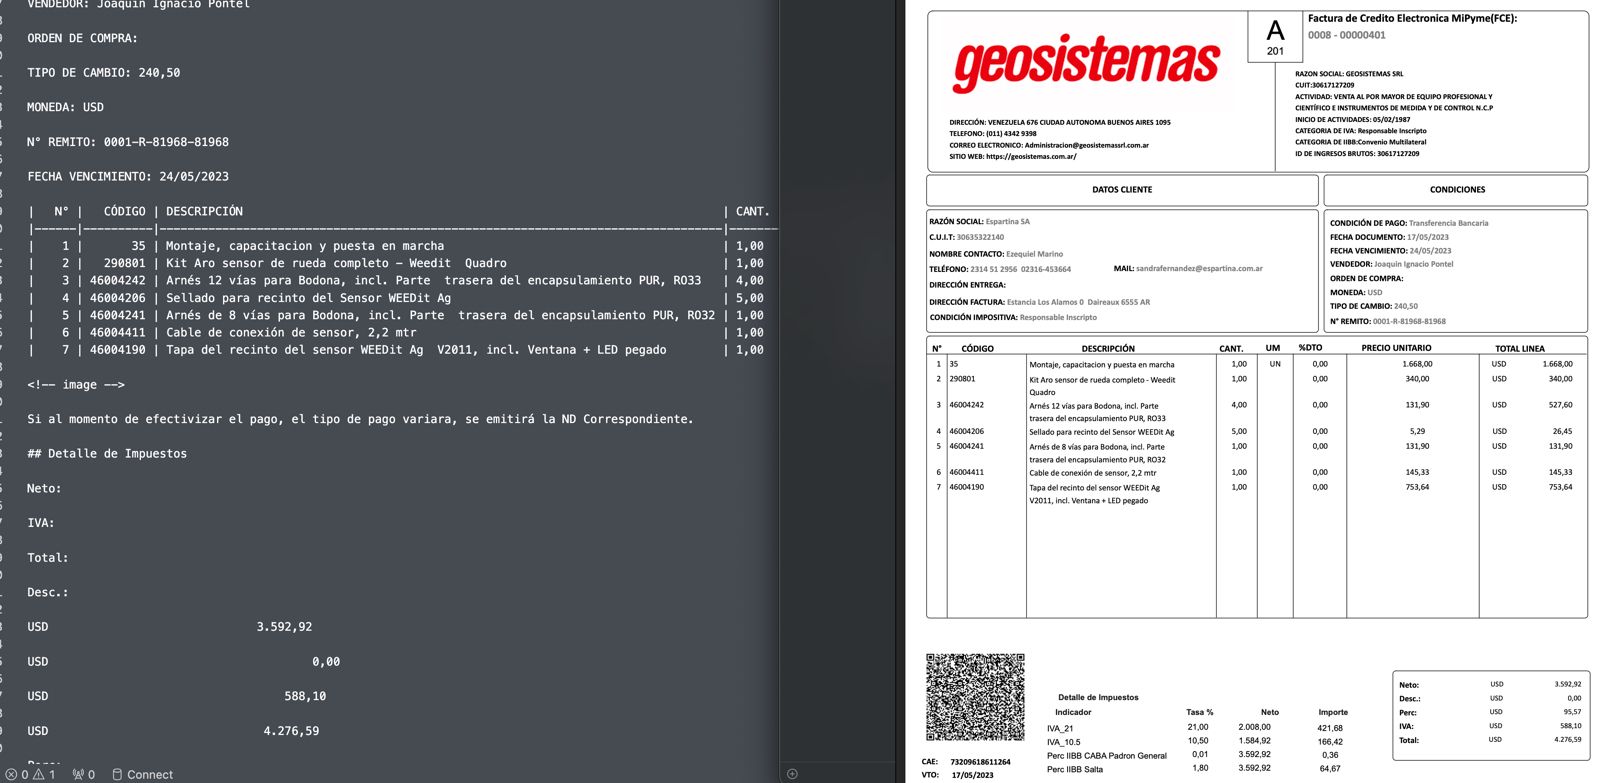 VENDEDOR: Joaquin Ignacio Pontel
ORDEN DE COMPRA:
TIPO DE CAMBIO: 240,50
MONEDA: USD
N° REMITO: 0001-R-81968-81968
FECHA VENCIMIENTO: 24/05/2023
| N° | CÓDIGO | DESCRIPCIÓN | CANT.
|------|----------|--------------------------------------------------------------------------------|-------
| 1 | 35 | Montaje, capacitacion y puesta en marcha | 1,00
| 2 | 290801 | Kit Aro sensor de rueda completo - Weedit  Quadro | 1,00
| 3 | 46004242 | Arnés 12 vías para Bodona, incl. Parte  trasera del encapsulamiento PUR, RO33 | 4,00
| 4 | 46004206 | Sellado para recinto del Sensor WEEDit Ag | 5,00
| 5 | 46004241 | Arnés de 8 vías para Bodona, incl. Parte  trasera del encapsulamiento PUR, RO32 | 1,00
| 6 | 46004411 | Cable de conexión de sensor, 2,2 mtr | 1,00
| 7 | 46004190 | Tapa del recinto del sensor WEEDit Ag  V2011, incl. Ventana + LED pegado | 1,00
<!-- image -->
Si al momento de efectivizar el pago, el tipo de pago variara, se emitirá la ND Correspondiente.
## Detalle de Impuestos
Neto:
IVA:
Total:
Desc.:
USD 3.592,92
USD 0,00
USD 588,10
USD 4.276,59
0 1 0 Connect
geosistemas
DIRECCIÓN: VENEZUELA 676 CIUDAD AUTONOMA BUENOS AIRES 1095
TELEFONO: (011) 4342 9398
CORREO ELECTRONICO: Administracion@geosistemassrl.com.ar
SITIO WEB: https://geosistemas.com.ar/
A
201
Factura de Credito Electronica MiPyme(FCE):
0008 - 00000401
RAZON SOCIAL: GEOSISTEMAS SRL
CUIT:30617127209
ACTIVIDAD: VENTA AL POR MAYOR DE EQUIPO PROFESIONAL Y
CIENTÍFICO E INSTRUMENTOS DE MEDIDA Y DE CONTROL N.C.P
INICIO DE ACTIVIDADES: 05/02/1987
CATEGORIA DE IVA: Responsable Inscripto
CATEGORIA DE IIBB:Convenio Multilateral
ID DE INGRESOS BRUTOS: 30617127209
DATOS CLIENTE
RAZÓN SOCIAL: Espartina SA
C.U.I.T: 30635322140
NOMBRE CONTACTO: Ezequiel Marino
TELÉFONO: 2314 51 2956  02316-453664 MAIL: sandrafernandez@espartina.com.ar
DIRECCIÓN ENTREGA:
DIRECCIÓN FACTURA: Estancia Los Alamos 0  Daireaux 6555 AR
CONDICIÓN IMPOSITIVA: Responsable Inscripto
CONDICIONES
CONDICIÓN DE PAGO: Transferencia Bancaria
FECHA DOCUMENTO: 17/05/2023
FECHA VENCIMIENTO: 24/05/2023
VENDEDOR: Joaquin Ignacio Pontel
ORDEN DE COMPRA:
MONEDA: USD
TIPO DE CAMBIO: 240,50
N° REMITO: 0001-R-81968-81968
N° CÓDIGO DESCRIPCIÓN CANT. UM %DTO PRECIO UNITARIO TOTAL LINEA
1 35 Montaje, capacitacion y puesta en marcha 1,00 UN 0,00 1.668,00 USD 1.668,00
2 290801 Kit Aro sensor de rueda completo - Weedit 1,00 0,00 340,00 USD 340,00
Quadro
3 46004242 Arnés 12 vías para Bodona, incl. Parte 4,00 0,00 131,90 USD 527,60
trasera del encapsulamiento PUR, RO33
4 46004206 Sellado para recinto del Sensor WEEDit Ag 5,00 0,00 5,29 USD 26,45
5 46004241 Arnés de 8 vías para Bodona, incl. Parte 1,00 0,00 131,90 USD 131,90
trasera del encapsulamiento PUR, RO32
6 46004411 Cable de conexión de sensor, 2,2 mtr 1,00 0,00 145,33 USD 145,33
7 46004190 Tapa del recinto del sensor WEEDit Ag 1,00 0,00 753,64 USD 753,64
V2011, incl. Ventana + LED pegado
CAE: 73209618611264
VTO: 17/05/2023
Detalle de Impuestos
Indicador Tasa % Neto Importe
IVA_21 21,00 2.008,00 421,68
IVA_10.5 10,50 1.584,92 166,42
Perc IIBB CABA Padron General 0,01 3.592,92 0,36
Perc IIBB Salta 1,80 3.592,92 64,67
Neto: USD 3.592,92
Desc.: USD 0,00
Perc: USD 95,57
IVA: USD 588,10
Total: USD 4.276,59